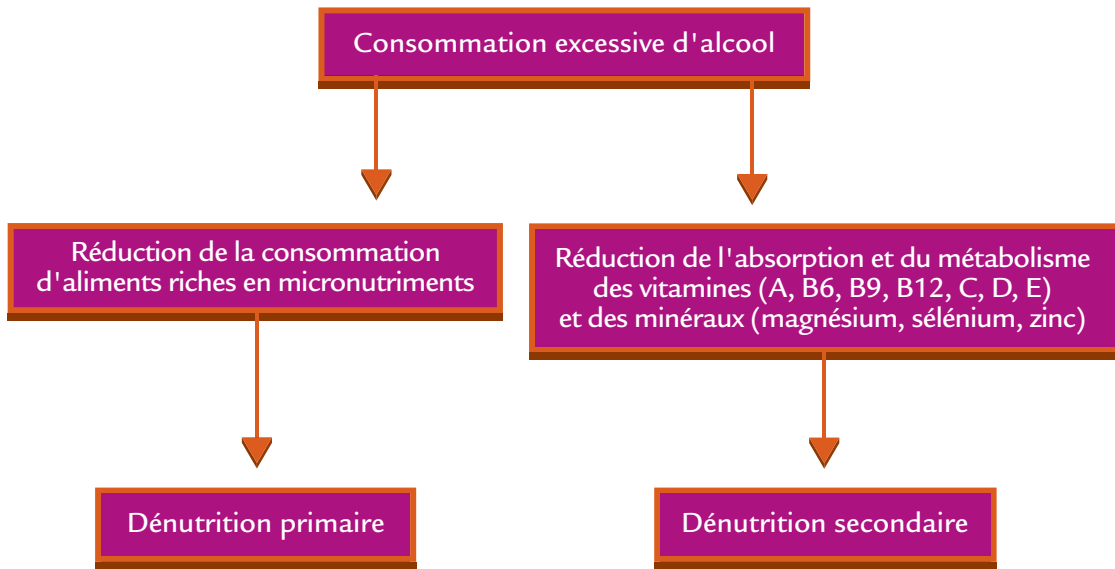 Consommation excessive d'alcool
Réduction de la consommation
d'aliments riches en micronutriments
Réduction de l'absorption et du métabolisme
des vitamines (A, B6, B9, B12, C, D, E)
et des minéraux (magnésium, sélénium, zinc)
Dénutrition primaire
Dénutrition secondaire